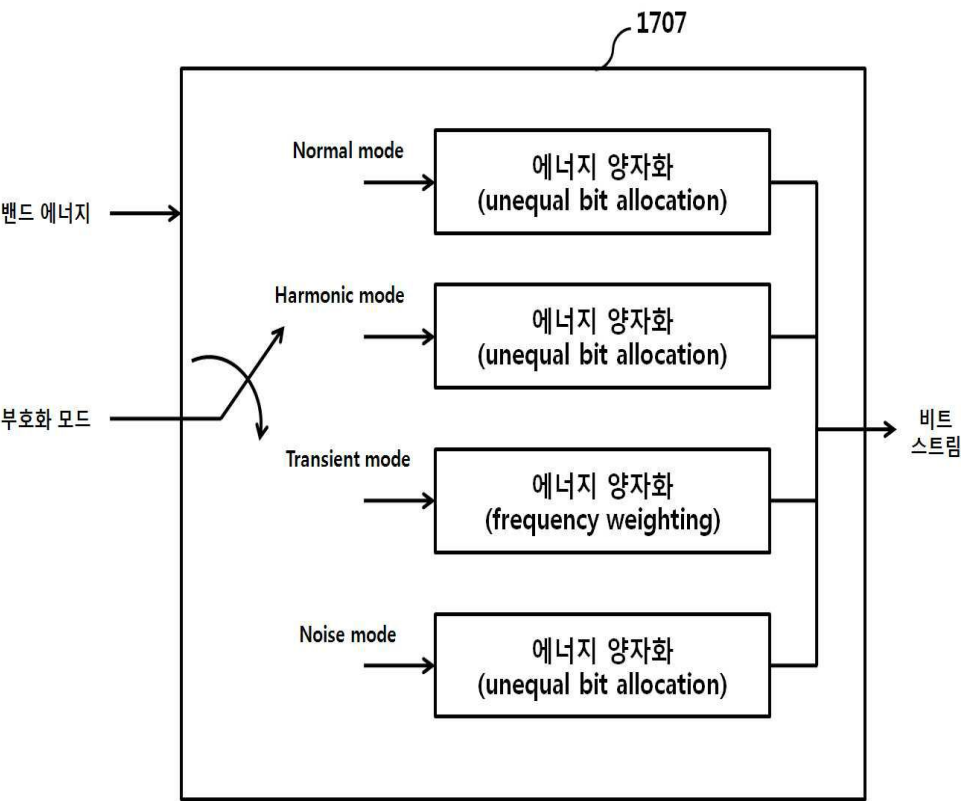 1707
Normal mode
에너지 양자화
(unequal bit allocation)
밴드 에너지
Harmonic mode
에너지 양자화
(unequal bit allocation)
부호화 모드
비트
스트림
Transient mode
에너지 양자화
(frequency weighting)
Noise mode
에너지 양자화
(unequal bit allocation)